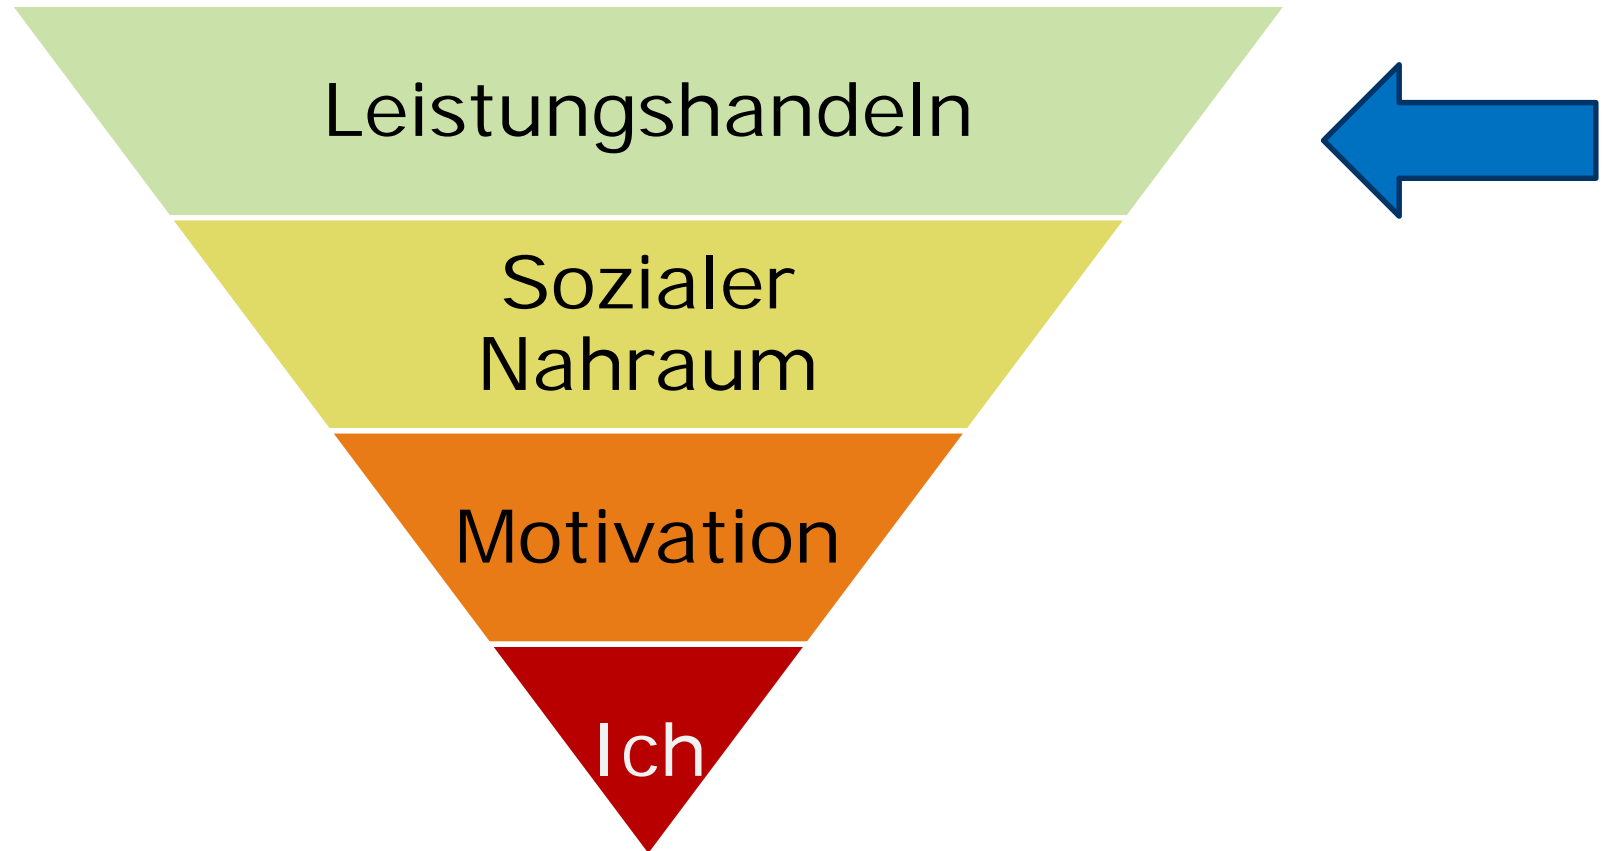 Leistungshandeln
Sozialer
Nahraum
Motivation
Ich